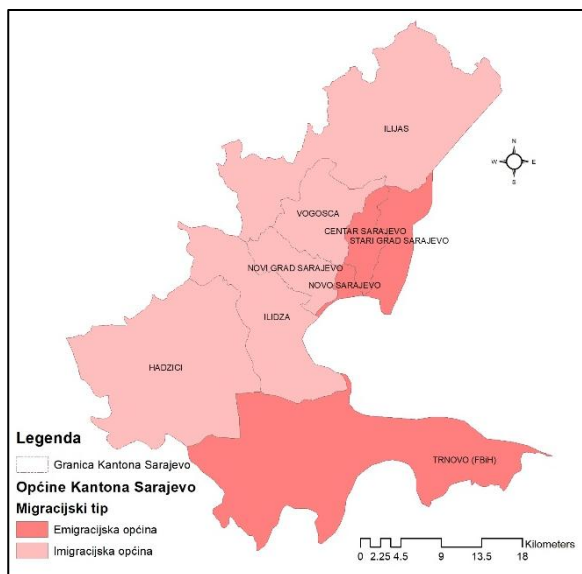 ILIJAS
N
W E
S
VOGOSCA
CENTAR SARAJEVO
STARI GRAD SARAJEVO
NOVI GRAD SARAJEVO
NOVO SARAJEVO
ILIDZA
HADZICI
TRNOVO (FBiH)
Legenda
Granica Kantona Sarajevo
Općine Kantona Sarajevo
Migracijski tip
Emigracijska općina
Imigracijska općina
Kilometers
0 2.25 4.5 9 13.5 18